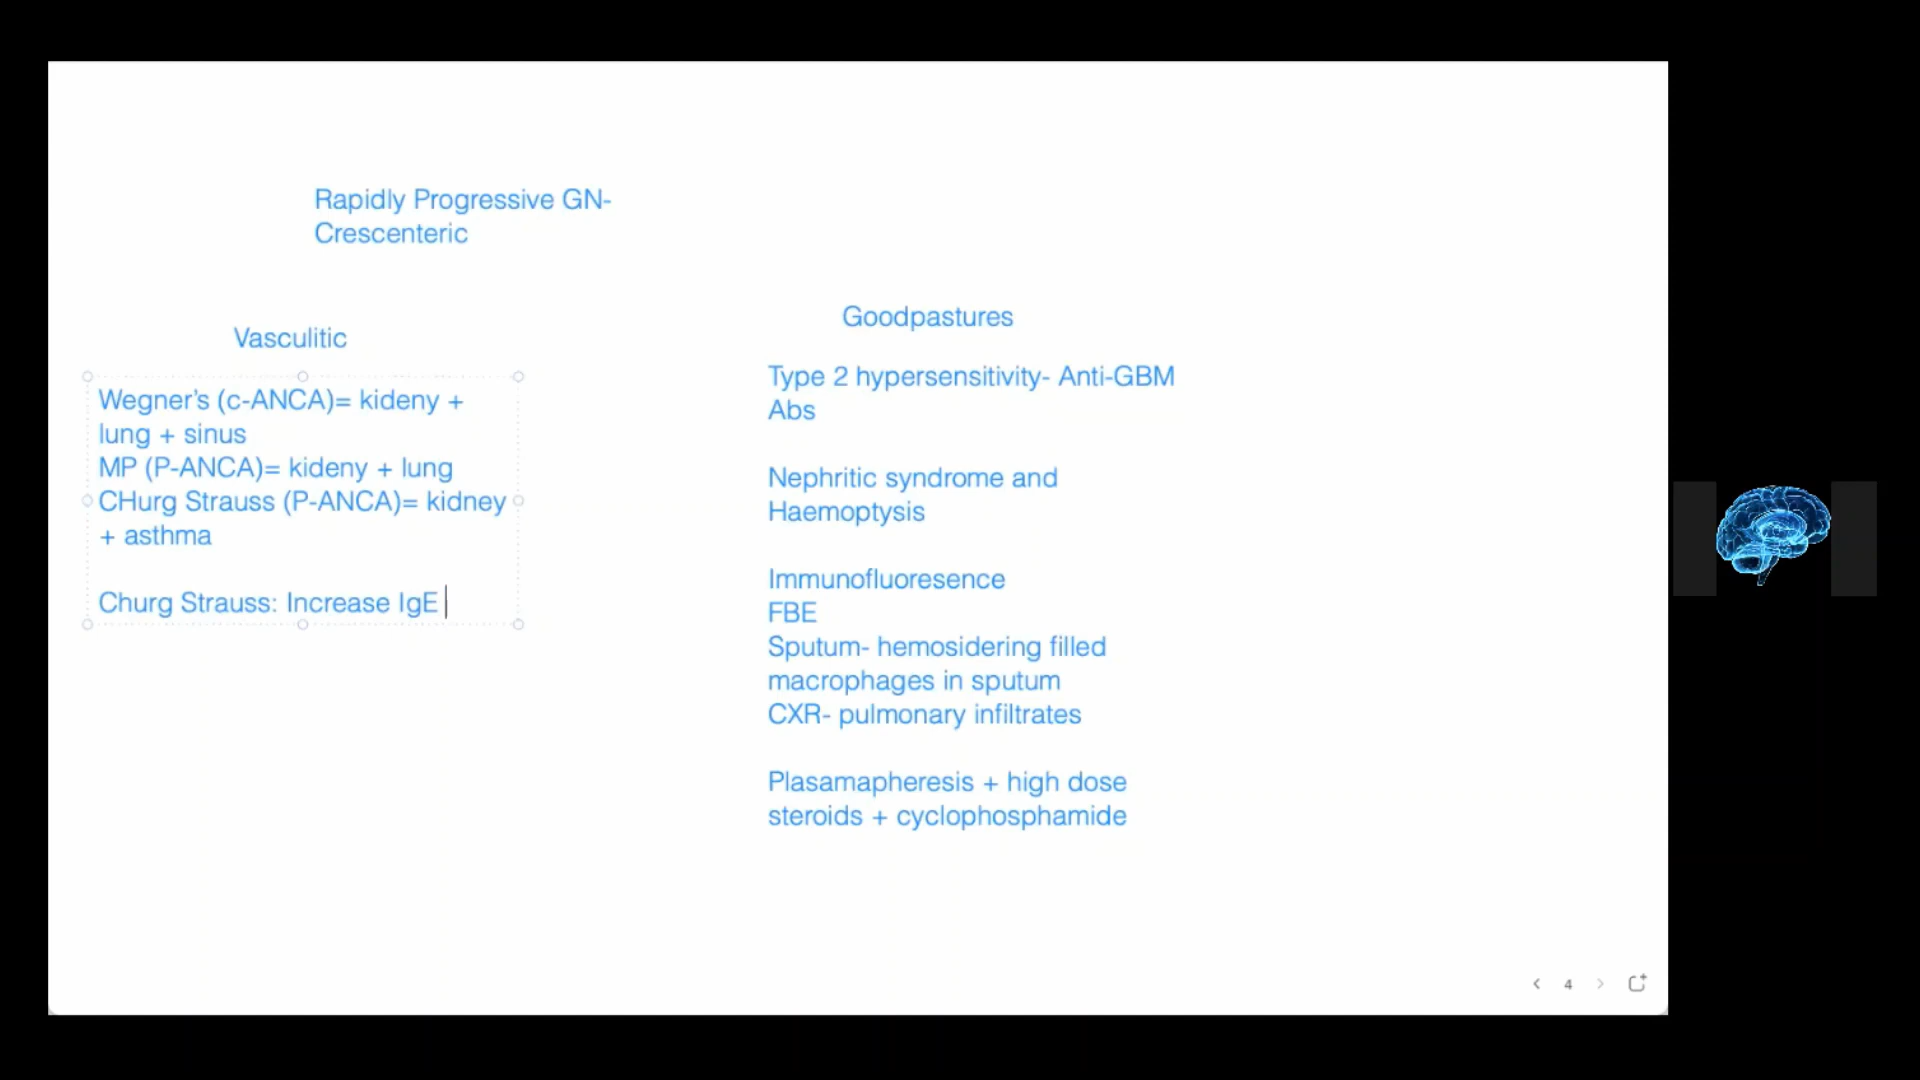 Rapidly Progressive GN-
Crescenteric
Vasculitic
Wegner's (c-ANCA)= kideny +
lung + sinus
MP (P-ANCA)= kideny + lung
CHurg Strauss (P-ANCA)= kidney
+ asthma
Churg Strauss: Increase IgE
Goodpastures
Type 2 hypersensitivity- Anti-GBM
Abs
Nephritic syndrome and
Haemoptysis
Immunofluoresence
FBE
Sputum- hemosidering filled
macrophages in sputum
CXR- pulmonary infiltrates
Plasamapheresis + high dose
steroids + cyclophosphamide
4